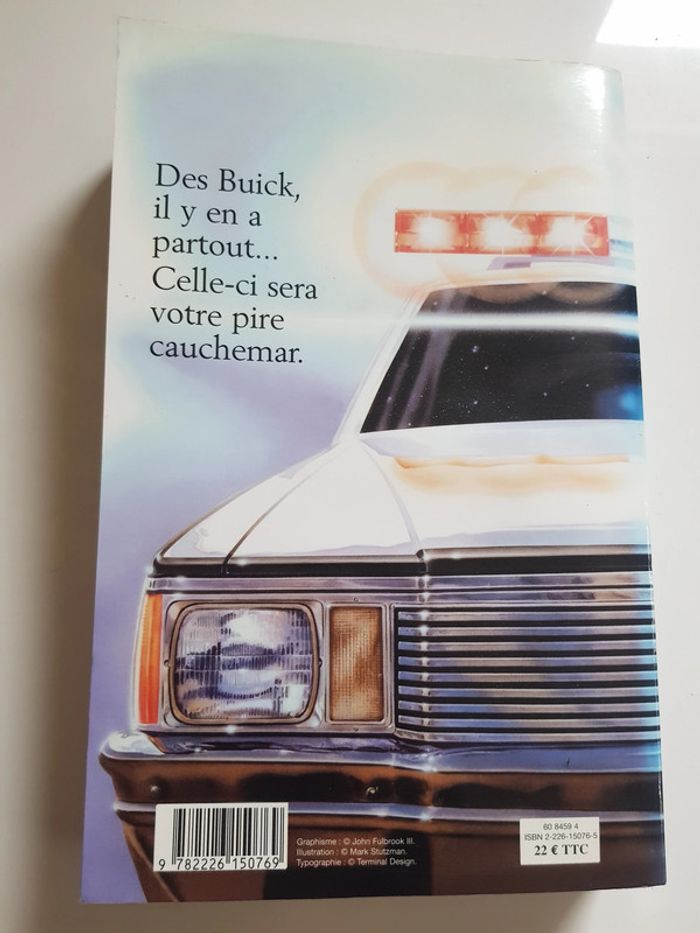 Des Buick,
il y en a
partout...
Celle-ci sera
votre pire
cauchemar.
9 782226 150769
Graphisme : © John Fulbrook III.
Illustration : © Mark Stutzman.
Typographie : © Terminal Design.
60 8459 4
ISBN 2-226-15076-5
22 € TTC